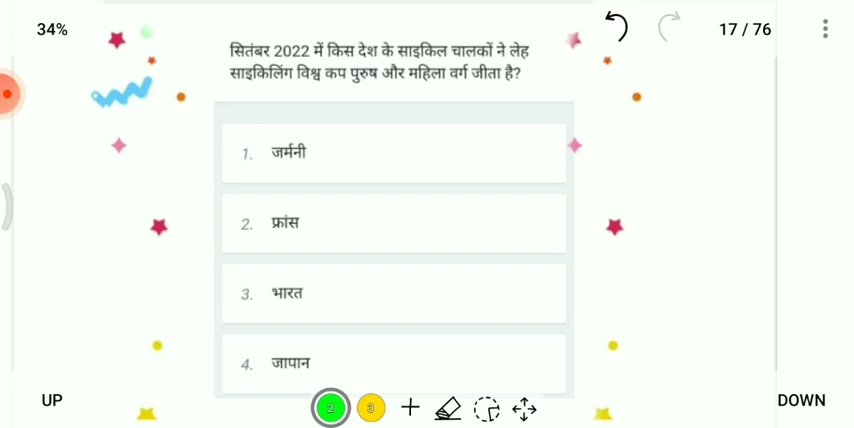 34%
17 / 76
सितंबर 2022 में किस देश के साइकिल चालकों ने लेह
साइकिलिंग विश्व कप पुरुष और महिला वर्ग जीता है?
1. जर्मनी
2. फ्रांस
3. भारत
4. जापान
UP
2
3
DOWN